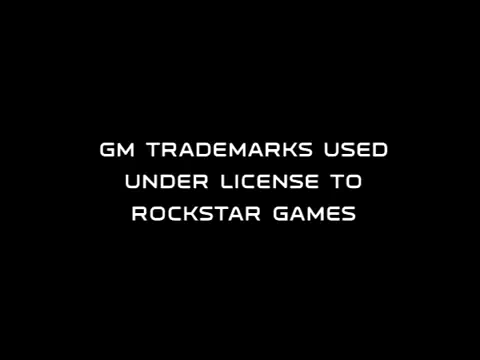 GM TRADEMARKS USED
UNDER LICENSE TO
ROCKSTAR GAMES